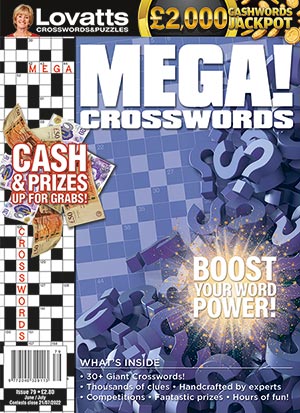 Lovatts
CROSSWORDS&PUZZLES
£2,000
CASHWORDS
JACKPOT
MEGA
MEGA!
CROSSWORDS
CASH
& PRIZES
UP FOR GRABS!
CROSSWORDS
BOOST
YOUR WORD
POWER!
WHAT'S INSIDE
• 30+ Giant Crosswords!
• Thousands of clues • Handcrafted by experts
• Competitions • Fantastic prizes • Hours of fun!
79
Issue 79 • £2.80
June / July
Contests close 21/07/2022